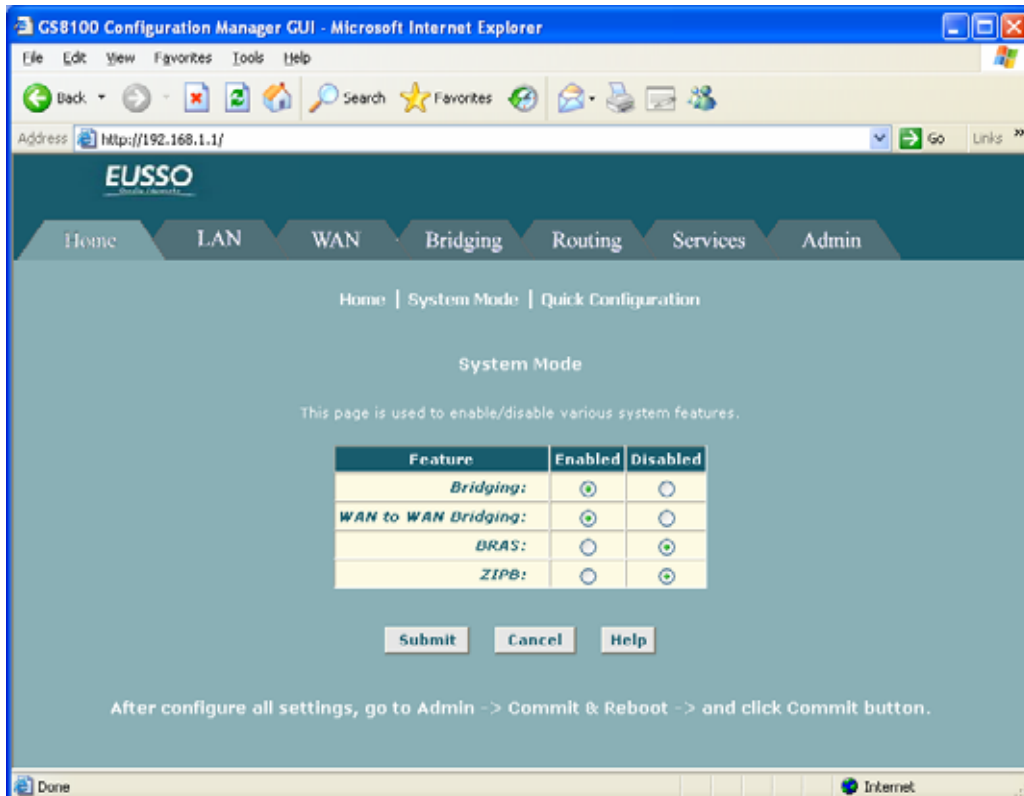 GS8100 Configuration Manager GUI - Microsoft Internet Explorer
File Edit View Favorites Tools Help
Back Search Favorites
Address http://192.168.1.1/ Go Links »
EUSSO
Home LAN WAN Bridging Routing Services Admin
Home | System Mode | Quick Configuration
System Mode
This page is used to enable/disable various system features.
Feature Enabled Disabled
Bridging:
WAN to WAN Bridging:
BRAS:
ZIPB:
Submit Cancel Help
After configure all settings, go to Admin -> Commit & Reboot -> and click Commit button.
Done Internet